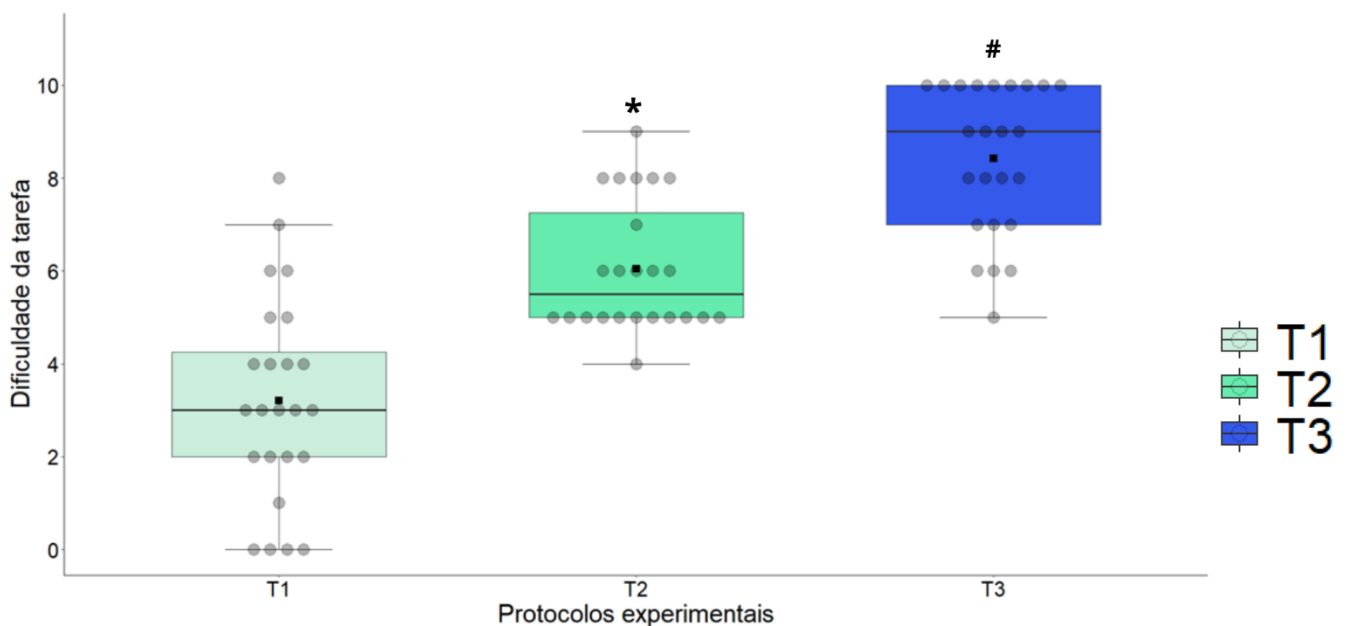 #
*
10
8
6
4
2
0
Dificuldade da tarefa
T1
T2
T3
Protocolos experimentais
T1
T2
T3